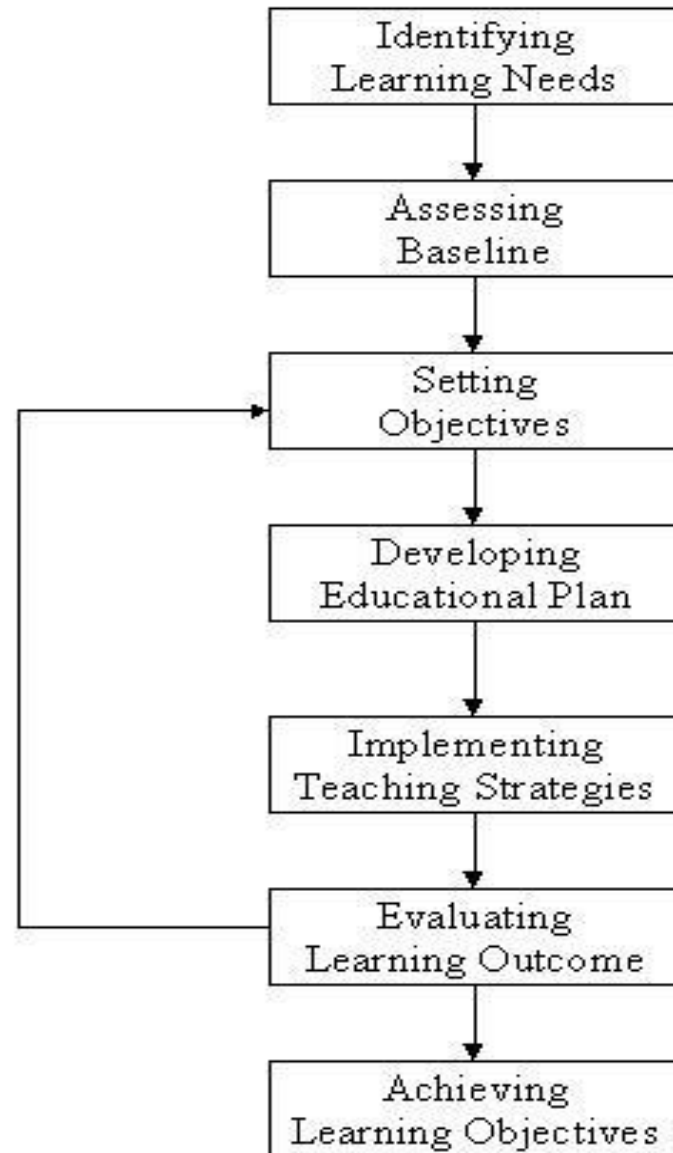 Identifying
Learning Needs
Assessing
Baseline
Setting
Objectives
Developing
Educational Plan
Implementing
Teaching Strategies
Evaluating
Learning Outcome
Achieving
Learning Objectives